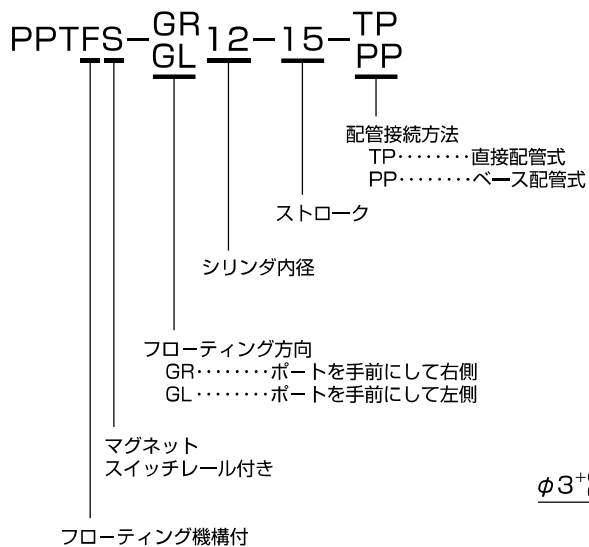 PPTFS−GR12−15−TP
GL PP
配管接続方法
TP‥‥‥‥直接配管式
PP‥‥‥‥ベース配管式
ストローク
シリンダ内径
フローティング方向
GR‥‥‥‥ポートを手前にして右側
GL‥‥‥‥ポートを手前にして左側
マグネット
スイッチレール付き
φ3
フローティング機構付